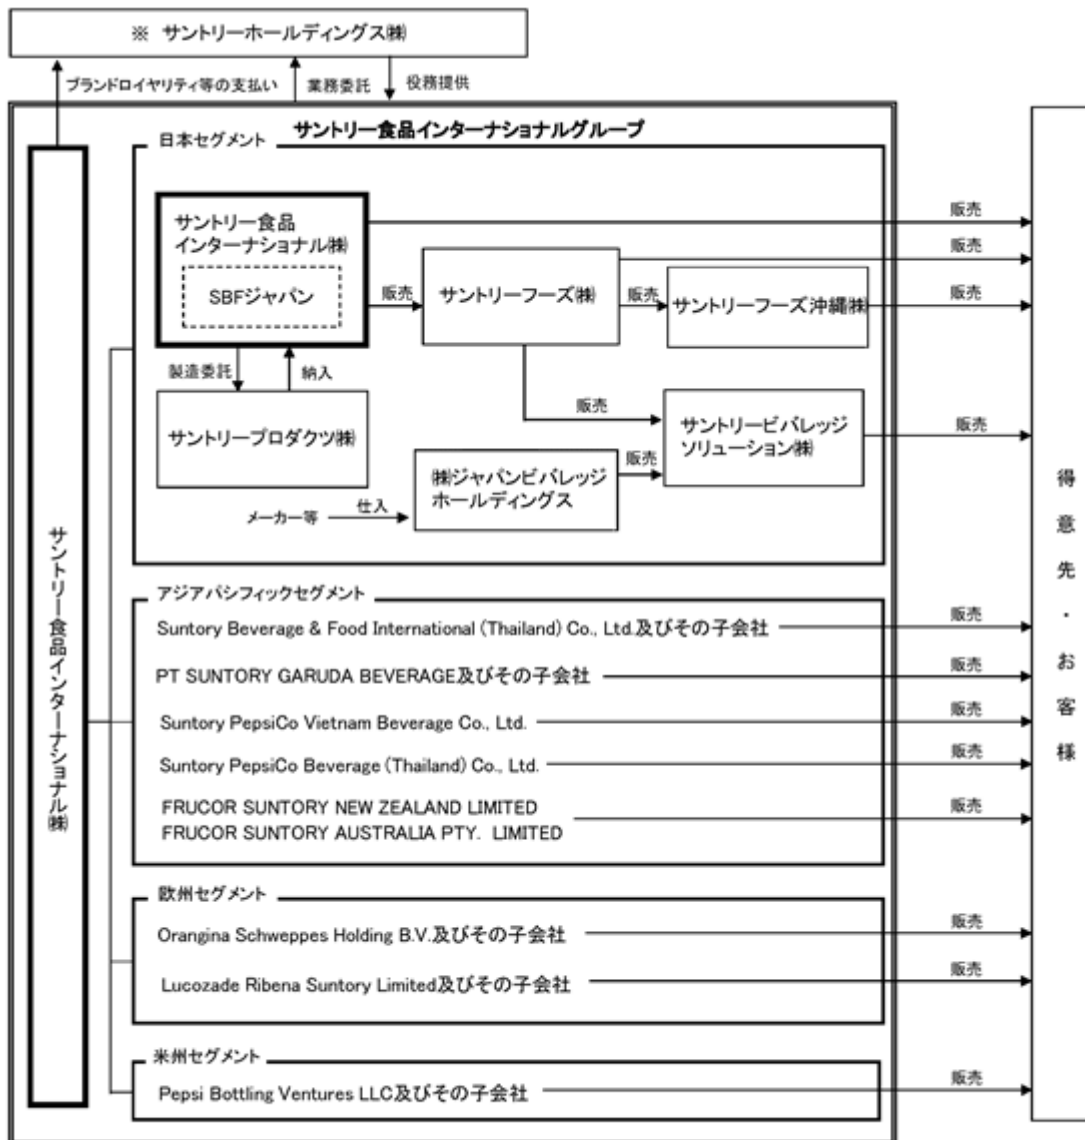 ※ サントリーホールディングス㈱
ブランドロイヤリティ等の支払い
業務委託
役務提供
サントリー食品インターナショナルグループ
サントリー食品インターナショナル㈱
日本セグメント
サントリー食品
インターナショナル㈱
SBFジャパン
販売
サントリーフーズ㈱
販売
サントリーフーズ沖縄㈱
販売
販売
販売
製造委託
納入
サントリープロダクツ㈱
販売
サントリービバレッジ
ソリューション㈱
販売
㈱ジャパンビバレッジ
ホールディングス
販売
メーカー等
仕入
アジアパシフィックセグメント
Suntory Beverage & Food International (Thailand) Co., Ltd.及びその子会社
販売
PT SUNTORY GARUDA BEVERAGE及びその子会社
販売
Suntory PepsiCo Vietnam Beverage Co., Ltd.
販売
Suntory PepsiCo Beverage (Thailand) Co., Ltd.
販売
FRUCOR SUNTORY NEW ZEALAND LIMITED
FRUCOR SUNTORY AUSTRALIA PTY. LIMITED
販売
欧州セグメント
Orangina Schweppes Holding B.V.及びその子会社
販売
Lucozade Ribena Suntory Limited及びその子会社
販売
米州セグメント
Pepsi Bottling Ventures LLC及びその子会社
販売
得意先・お客様